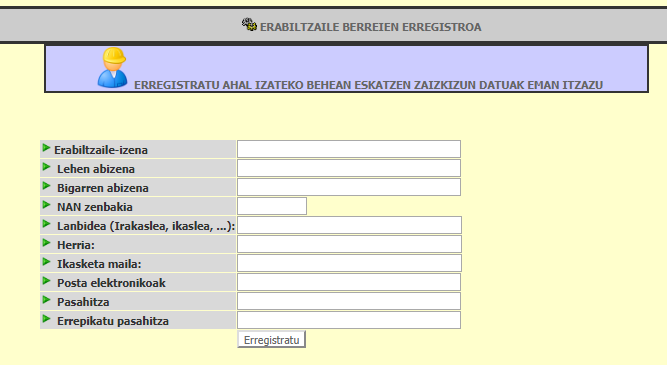 ERABILTZAILE BERREIEN ERREGISTROA
ERREGISTRATU AHAL IZATEKO BEHEAN ESKATZEN ZAIZKIZUN DATUAK EMAN ITZAZU
Erabiltzaile-izena
Lehen abizena
Bigarren abizena
NAN zenbakia
Lanbidea (Irakaslea, ikaslea, ...):
Herria:
Ikasketa maila:
Posta elektronikoak
Pasahitza
Errepikatu pasahitza
Erregistratu